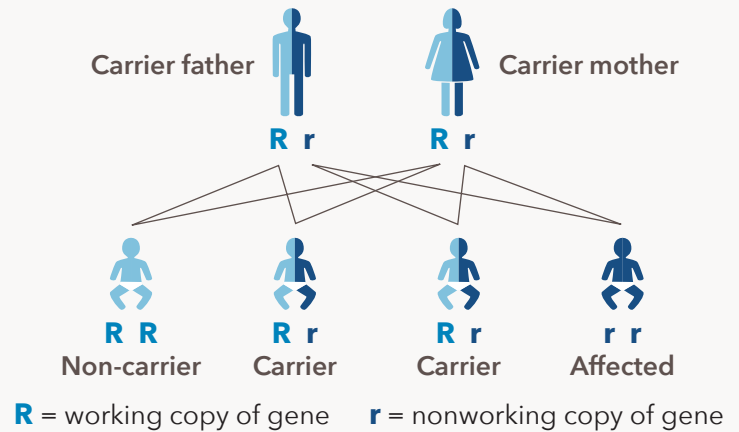 Carrier father Carrier mother
R r R r
R R R r R r r r
Non-carrier Carrier Carrier Affected
R = working copy of gene r = nonworking copy of gene